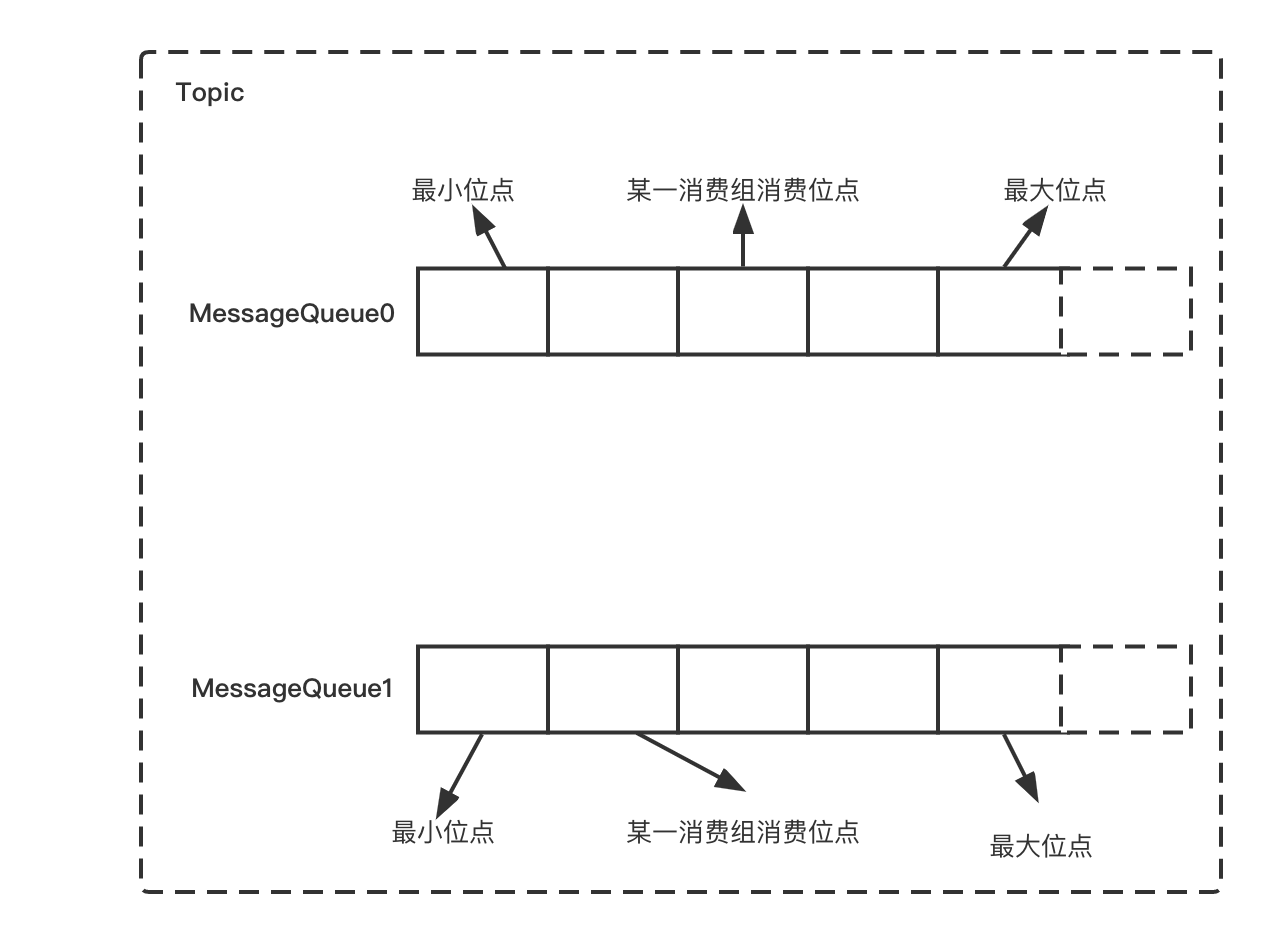 Topic
最小位点
某一消费组消费位点
最大位点
MessageQueue0
MessageQueue1
最小位点
某一消费组消费位点
最大位点